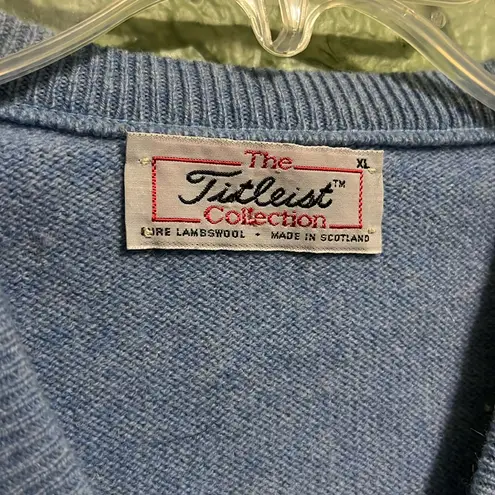 The XL
Titleist™
Collection
PURE LAMBSWOOL • MADE IN SCOTLAND